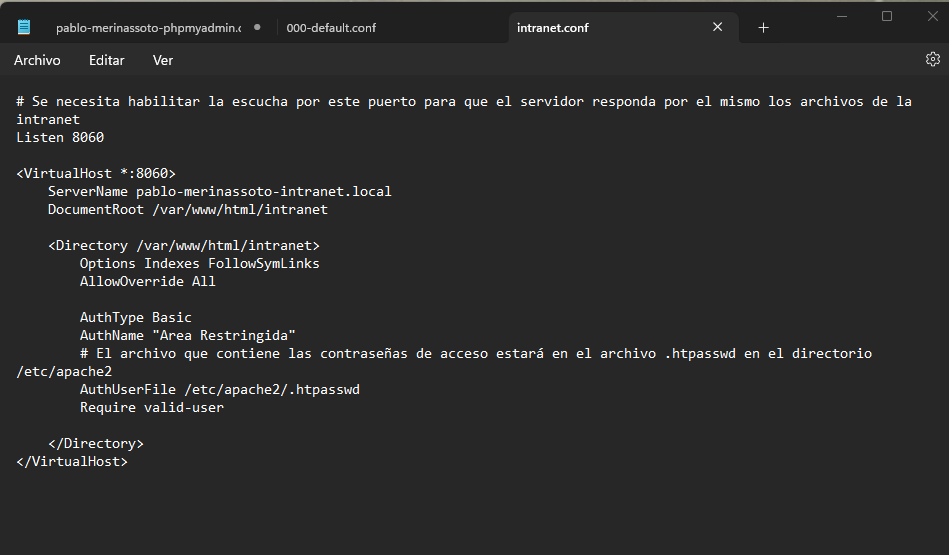 pablo-merinassoto-phpmyadmin.c
000-default.conf
intranet.conf
Archivo
Editar
Ver
# Se necesita habilitar la escucha por este puerto para que el servidor responda por el mismo los archivos de la
intranet
Listen 8060
<VirtualHost *:8060>
ServerName pablo-merinassoto-intranet.local
DocumentRoot /var/www/html/intranet
<Directory /var/www/html/intranet>
Options Indexes FollowSymLinks
AllowOverride All
AuthType Basic
AuthName "Area Restringida"
# El archivo que contiene las contraseñas de acceso estará en el archivo .htpasswd en el directorio
/etc/apache2
AuthUserFile /etc/apache2/.htpasswd
Require valid-user
</Directory>
</VirtualHost>